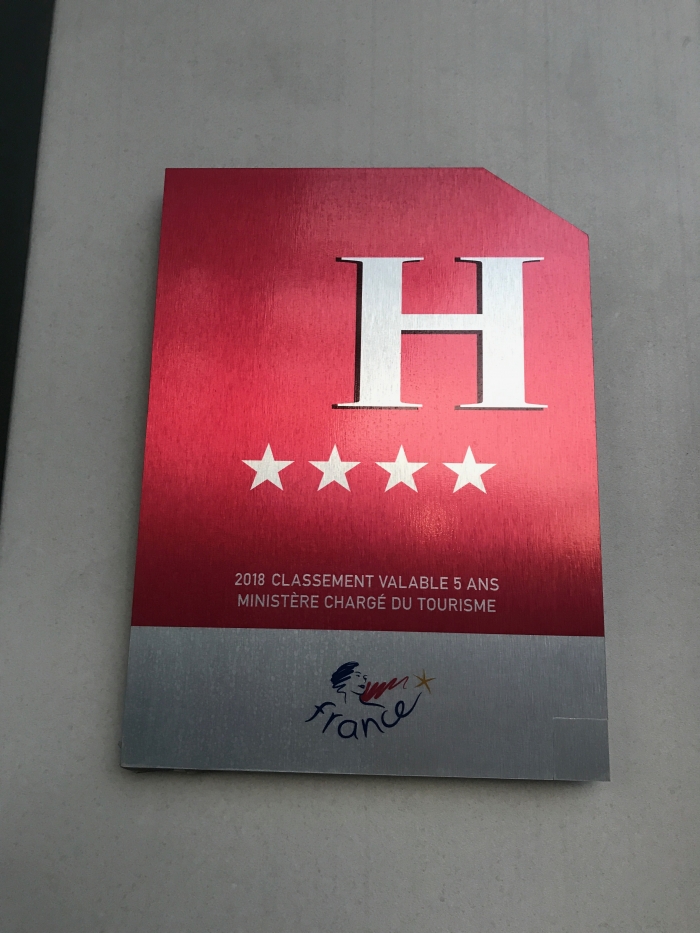 H
2018 CLASSEMENT VALABLE 5 ANS
MINISTÈRE CHARGÉ DU TOURISME
france